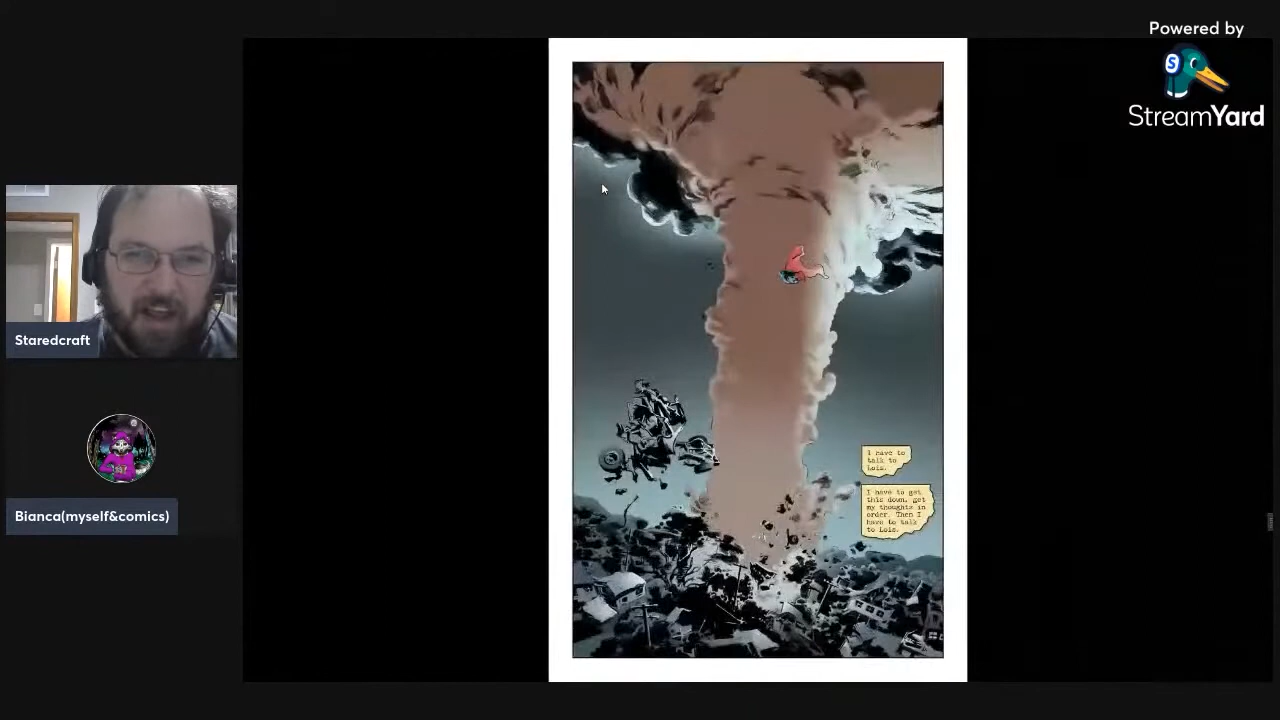 Powered by
StreamYard
Staredcraft
Bianca(myself&comics)
I have to
talk to
Lois.
I have to get
this down, get
my thoughts in
order. Then I
have to talk
to Lois.